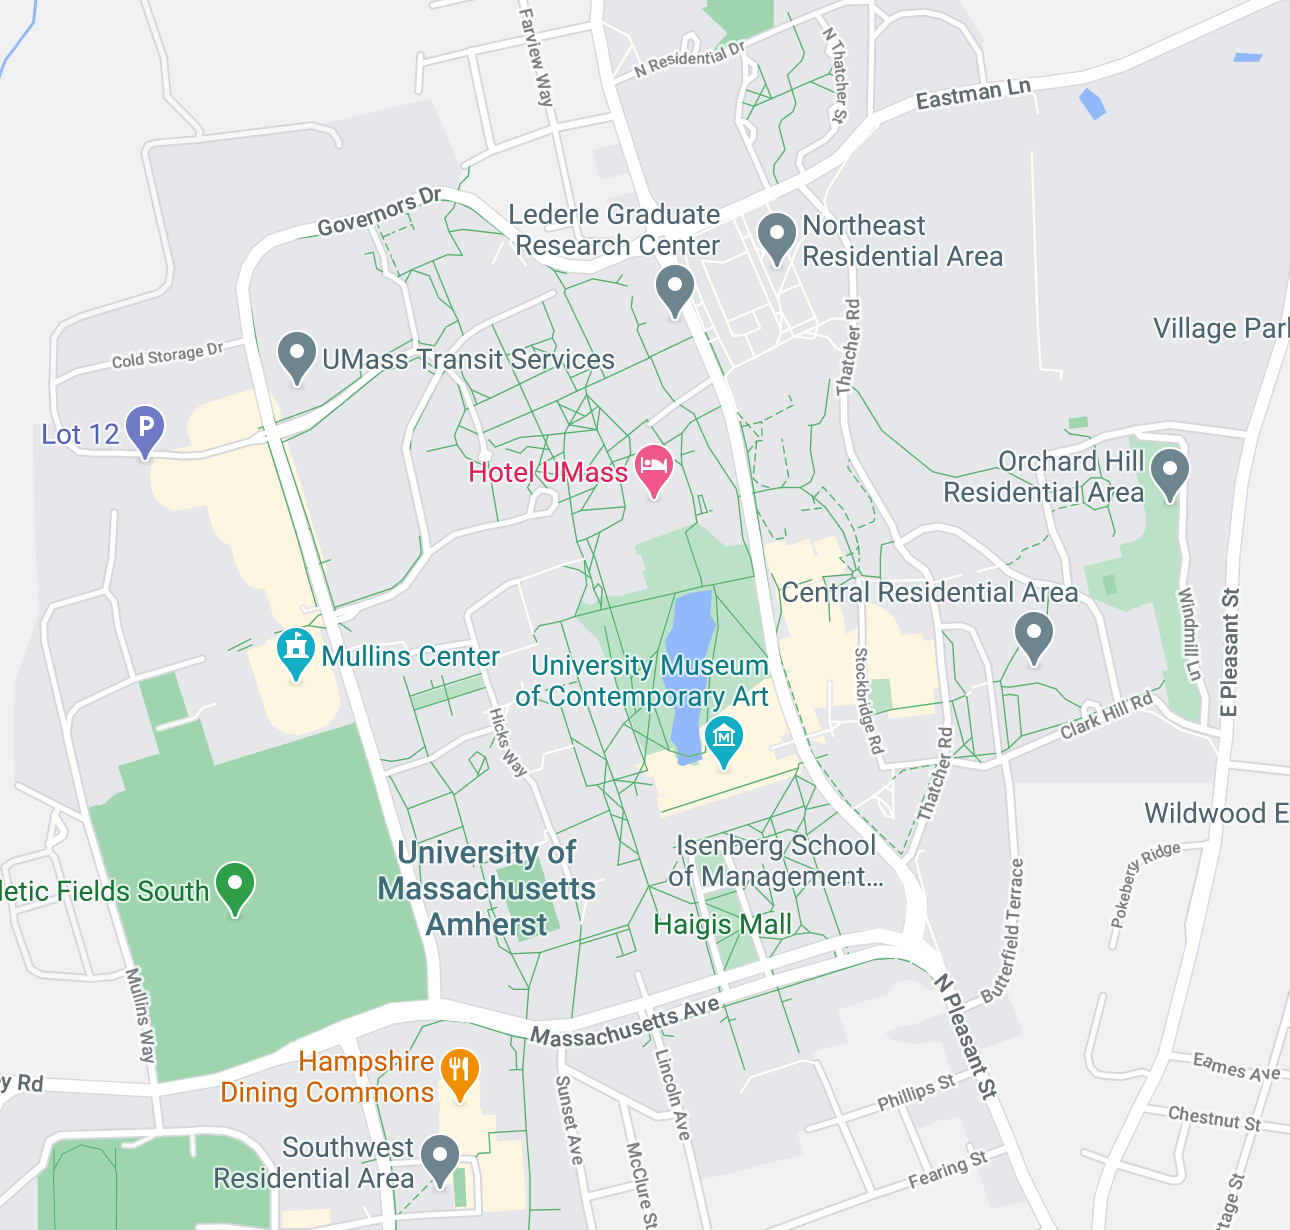 Farview Way
N Residential Dr
N Thatcher St
Eastman Ln
Governors Dr
Lederle Graduate
Research Center
Northeast
Residential Area
Thatcher Rd
Village Parl
Cold Storage Dr
UMass Transit Services
Lot 12
P
Hotel UMass
Orchard Hill
Residential Area
Central Residential Area
Windmill Ln
E Pleasant St
Mullins Center
University Museum
of Contemporary Art
M
Stockbridge Rd
Hicks Way
Clark Hill Rd
Thatcher Rd
Wildwood E
University of
Massachusetts
Amherst
Isenberg School
of Management...
Haigis Mall
Pokeberry Ridge
letic Fields South
Butterfield Terrace
Mullins Way
Massachusetts Ave
N Pleasant St
Hampshire
Dining Commons
ey Rd
Lincoln Ave
Sunset Ave
Phillips St
Eames Ave
Chestnut St
Southwest
Residential Area
McClure St
Fearing St
ttage St